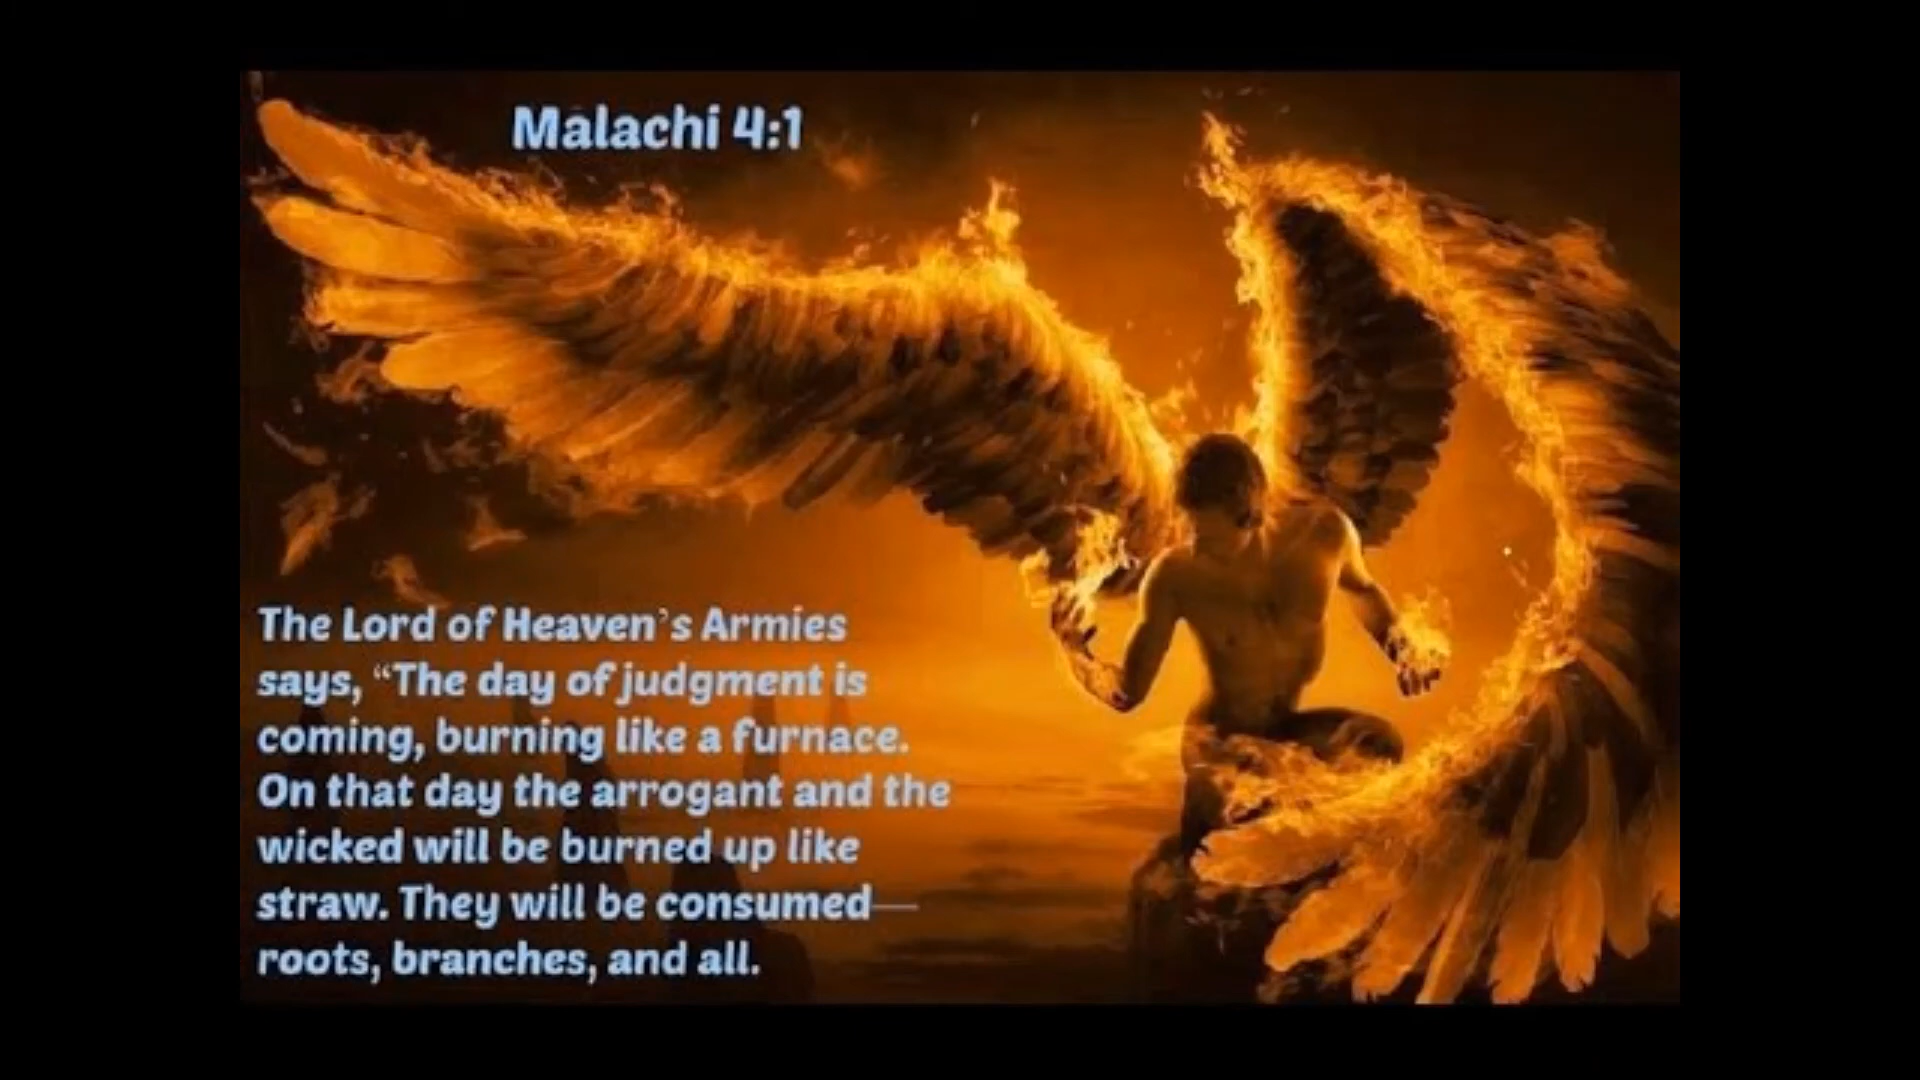 Malachi 4:1
The Lord of Heaven’s Armies
says, “The day of judgment is
coming, burning like a furnace.
On that day the arrogant and the
wicked will be burned up like
straw. They will be consumed—
roots, branches, and all.